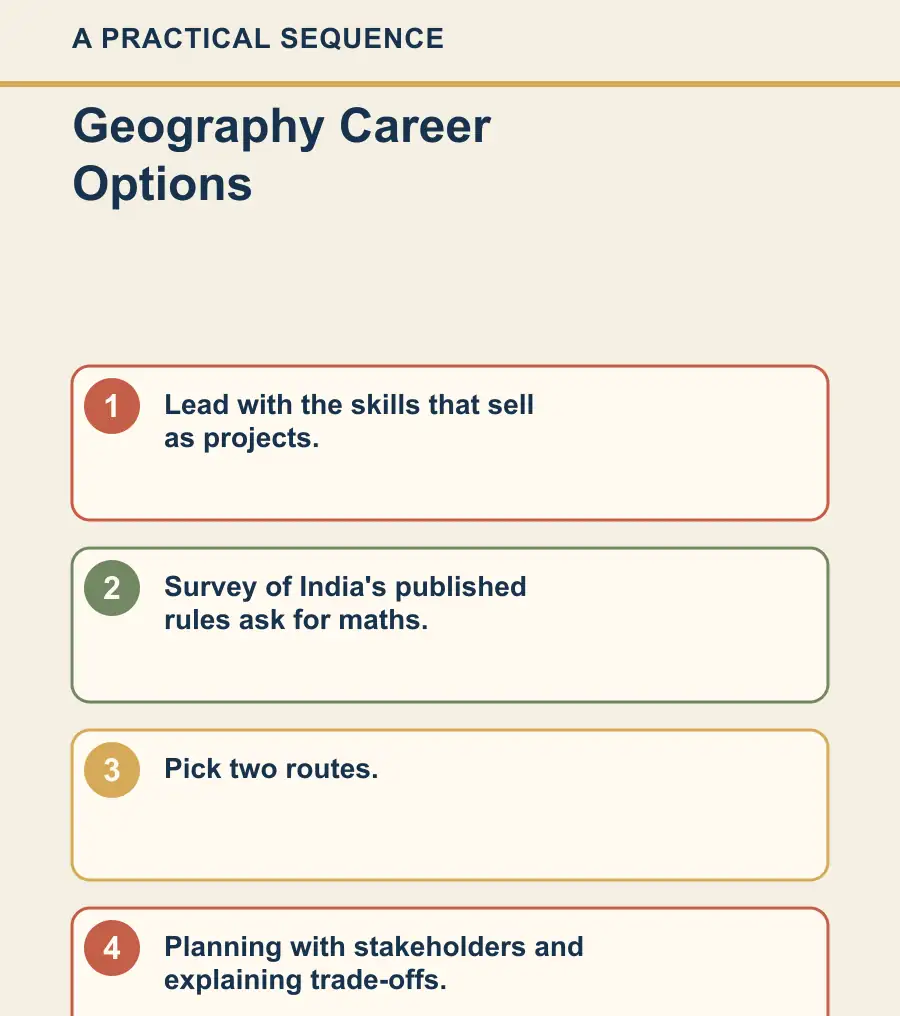 A PRACTICAL SEQUENCE
Geography Career
Options
1
Lead with the skills that sell
as projects.
2
Survey of India's published
rules ask for maths.
3
Pick two routes.
4
Planning with stakeholders and
explaining trade-offs.